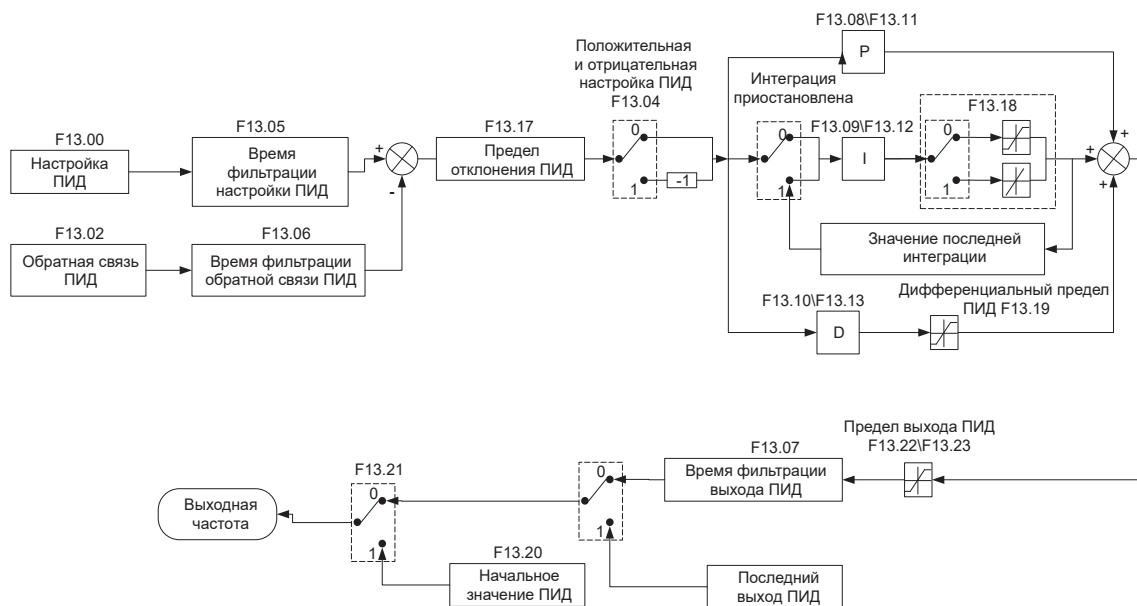 F13.08\F13.11
P
Положительная
и отрицательная
настройка ПИД
F13.04
0
1
-1
Интеграция
приостановлена
0
1
F13.09\F13.12
I
F13.18
0
1
+
+
+
F13.00
Настройка
ПИД
F13.05
Время
фильтрации
настройки ПИД
+
-
F13.17
Предел
отклонения ПИД
F13.02
Обратная связь
ПИД
F13.06
Время фильтрации
обратной связи ПИД
Значение последней
интеграции
F13.10\F13.13
D
Дифференциальный предел
ПИД F13.19
Предел выхода ПИД
F13.22\F13.23
F13.07
Время фильтрации
выхода ПИД
0
1
F13.21
0
1
Выходная
частота
F13.20
Начальное
значение ПИД
Последний
выход ПИД